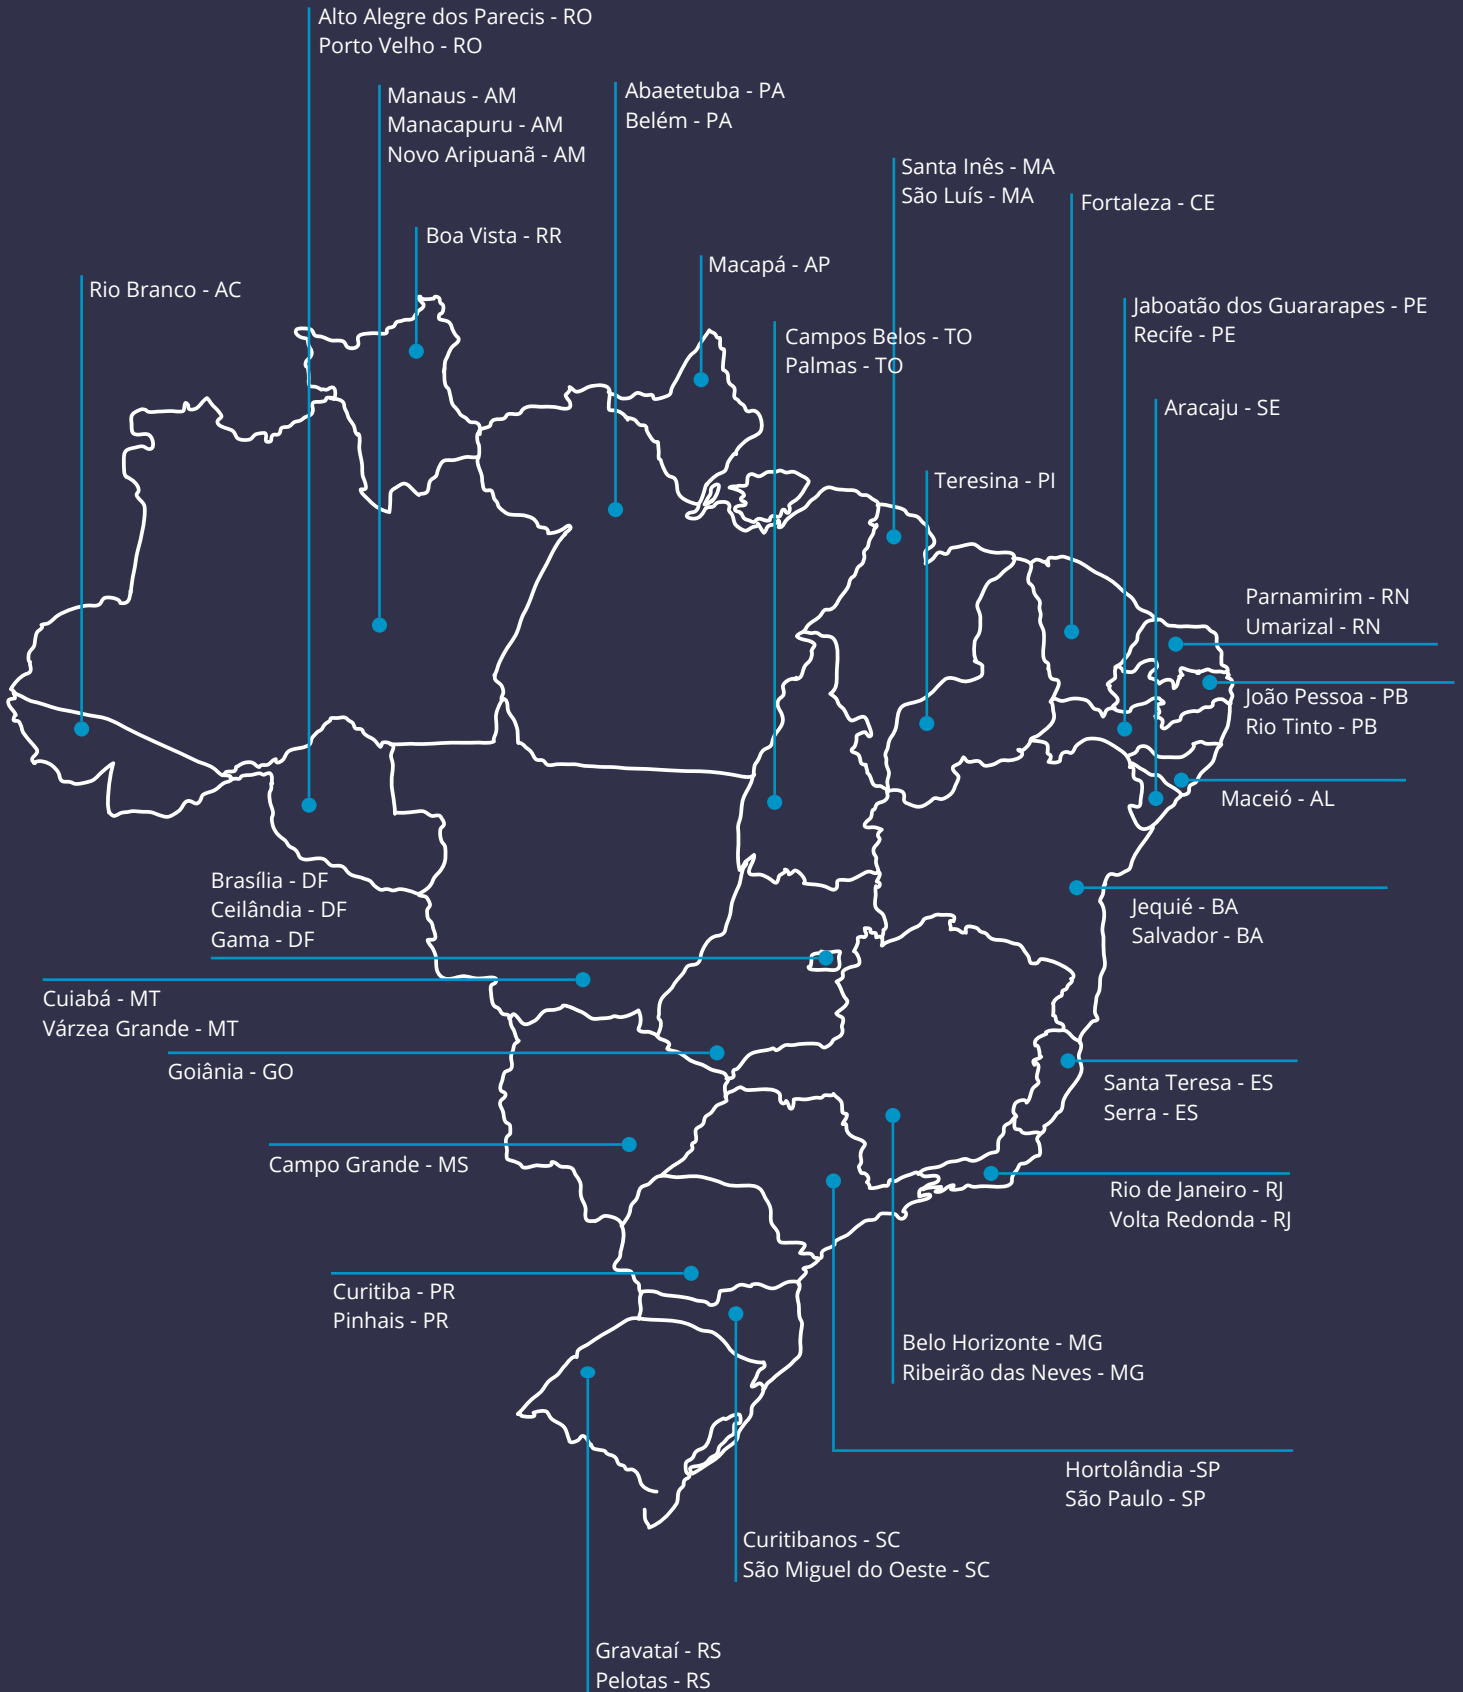 Alto Alegre dos Parecis - RO
Porto Velho - RO
Manaus - AM
Manacapuru - AM
Novo Aripuanã - AM
Abaetetuba - PA
Belém - PA
Santa Inês - MA
São Luís - MA
Fortaleza - CE
Boa Vista - RR
Macapá - AP
Rio Branco - AC
Jaboatão dos Guararapes - PE
Recife - PE
Campos Belos - TO
Palmas - TO
Aracaju - SE
Teresina - PI
Parnamirim - RN
Umarizal - RN
João Pessoa - PB
Rio Tinto - PB
Maceió - AL
Brasília - DF
Ceilândia - DF
Gama - DF
Jequié - BA
Salvador - BA
Cuiabá - MT
Várzea Grande - MT
Goiânia - GO
Santa Teresa - ES
Serra - ES
Campo Grande - MS
Rio de Janeiro - RJ
Volta Redonda - RJ
Curitiba - PR
Pinhais - PR
Belo Horizonte - MG
Ribeirão das Neves - MG
Hortolândia -SP
São Paulo - SP
Curitibanos - SC
São Miguel do Oeste - SC
Gravataí - RS
Pelotas - RS